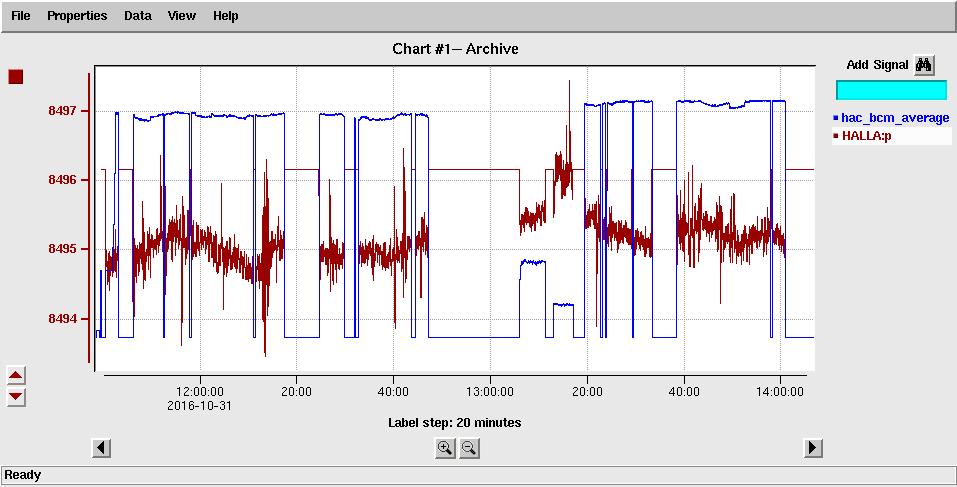 File Properties Data View Help
Chart #1— Archive
Add Signal
hac_bcm_average
HALLA:p
8497
8496
8495
8494
12:00:00 20:00 40:00 13:00:00 20:00 40:00 14:00:00
2016-10-31
Label step: 20 minutes
Ready